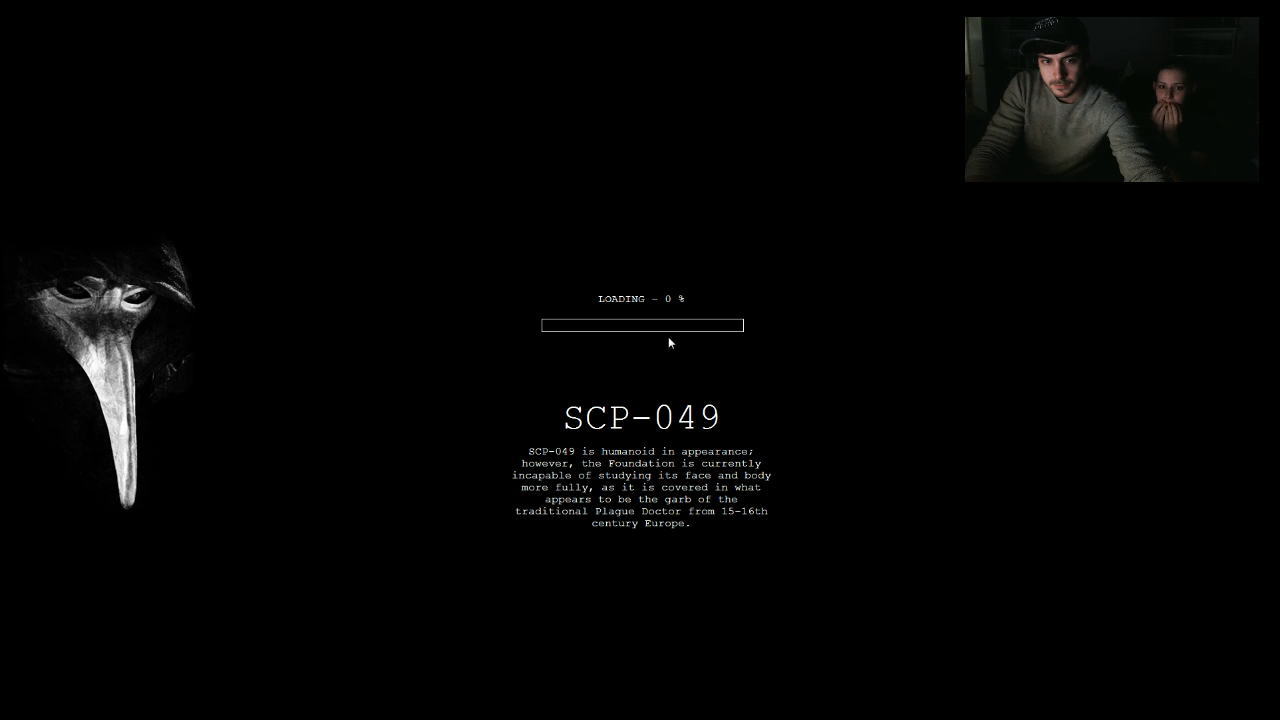 LOADING - 0 %
SCP-049
SCP-049 is humanoid in appearance;
however, the Foundation is currently
incapable of studying its face and body
more fully, as it is covered in what
appears to be the garb of the
traditional Plague Doctor from 15-16th
century Europe.